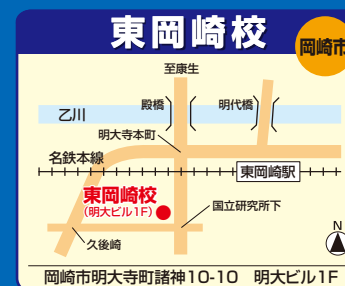 東岡崎校
岡崎市
至康生
乙川
殿橋
明代橋
明大寺本町
名鉄本線
東岡崎駅
東岡崎校
(明大ビル1F)
国立研究所下
久後崎
N
岡崎市明大寺町諸神10-10 明大ビル1F